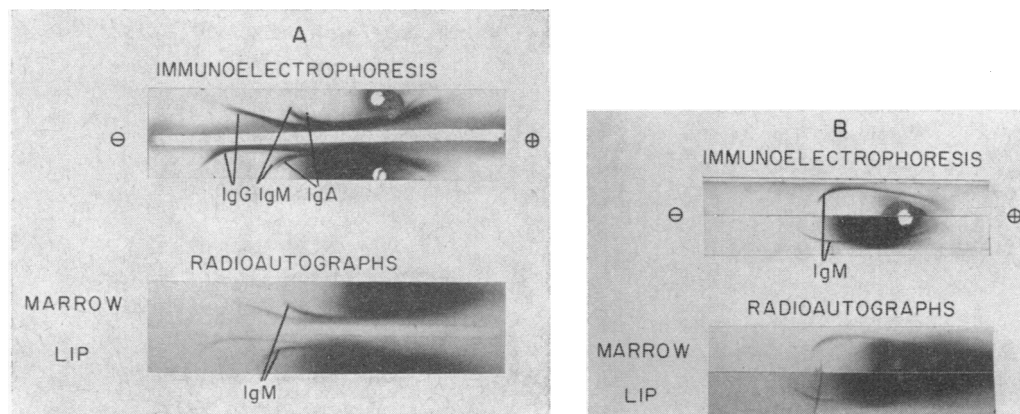 A
IMMUNOELECTROPHORESIS
⊖ ⊕
IgG IgM IgA
RADIOAUTOGRAPHS
MARROW
LIP
IgM
B
IMMUNOELECTROPHORESIS
⊖ ⊕
IgM
RADIOAUTOGRAPHS
MARROW
LIP